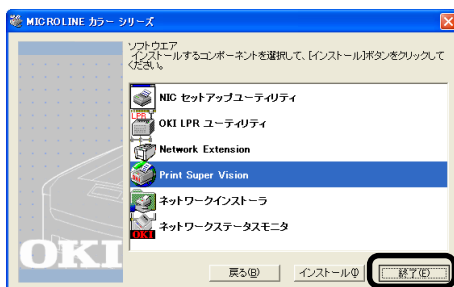 MICROLINE カラー シリーズ
ソフトウエア
インストールするコンポーネントを選択して、[インストール]ボタンをクリックして
ください。
NIC セットアップユーティリティ
OKI LPR ユーティリティ
Network Extension
Print Super Vision
ネットワークインストーラ
ネットワークステータスモニタ
OKI
戻る(B) インストール(I) 終了(E)